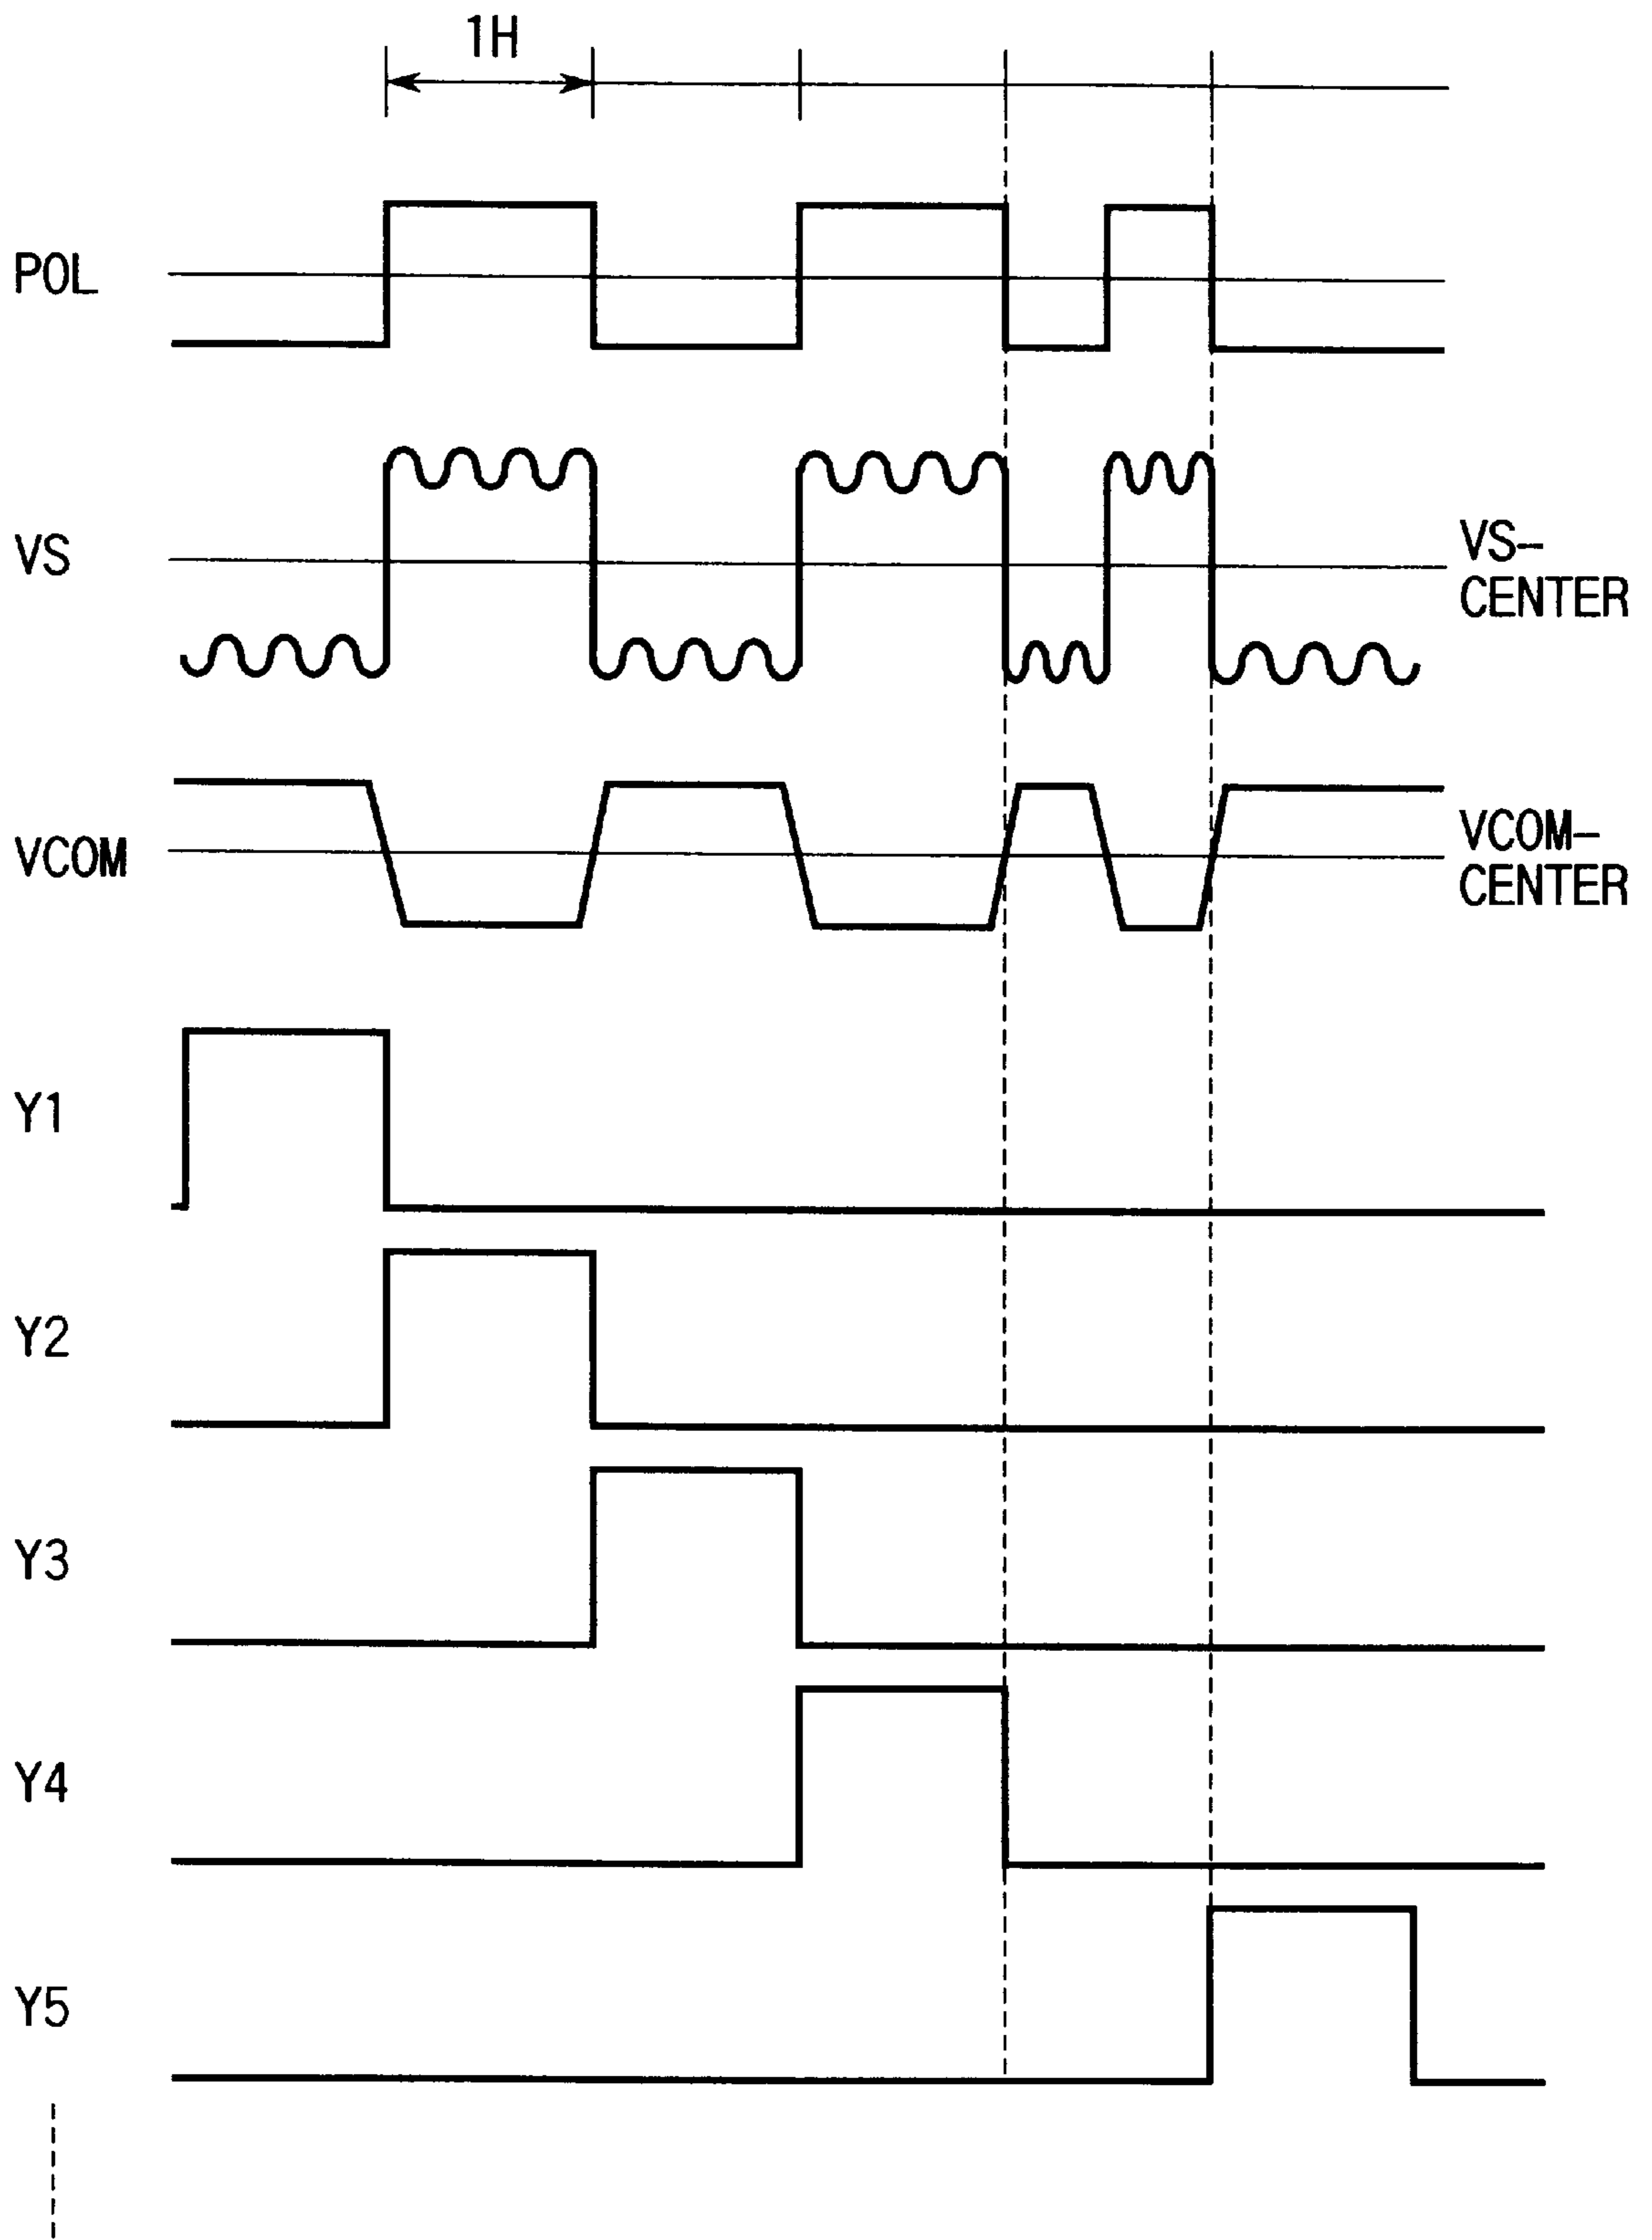 1H
POL
VS
VS-
CENTER
VCOM
VCOM-
CENTER
Y1
Y2
Y3
Y4
Y5